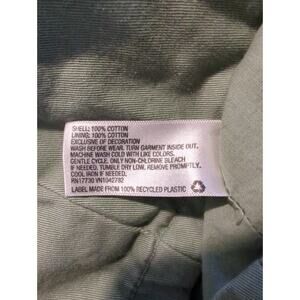 SHELL: 100% COTTON
LINING: 100% COTTON
EXCLUSIVE OF DECORATION
WASH BEFORE WEAR. TURN GARMENT INSIDE OUT.
MACHINE WASH COLD WITH LIKE COLORS.
GENTLE CYCLE. ONLY NON-CHLORINE BLEACH
IF NEEDED. TUMBLE DRY LOW, REMOVE PROMPTLY.
COOL IRON IF NEEDED.
RN17730 VN1042782
LABEL MADE FROM 100% RECYCLED PLASTIC